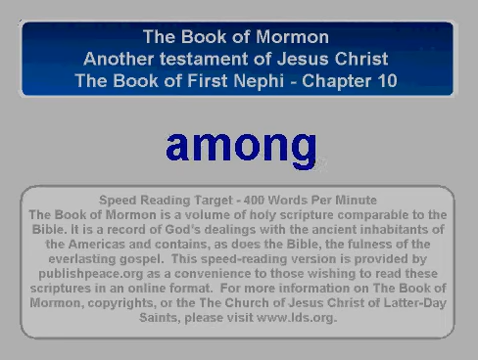 The Book of Mormon
Another testament of Jesus Christ
The Book of First Nephi - Chapter 10
among
Speed Reading Target - 400 Words Per Minute
The Book of Mormon is a volume of holy scripture comparable to the
Bible. It is a record of God's dealings with the ancient inhabitants of
the Americas and contains, as does the Bible, the fulness of the
everlasting gospel.  This speed-reading version is provided by
publishpeace.org as a convenience to those wishing to read these
scriptures in an online format.  For more information on The Book of
Mormon, copyrights, or the The Church of Jesus Christ of Latter-Day
Saints, please visit www.lds.org.